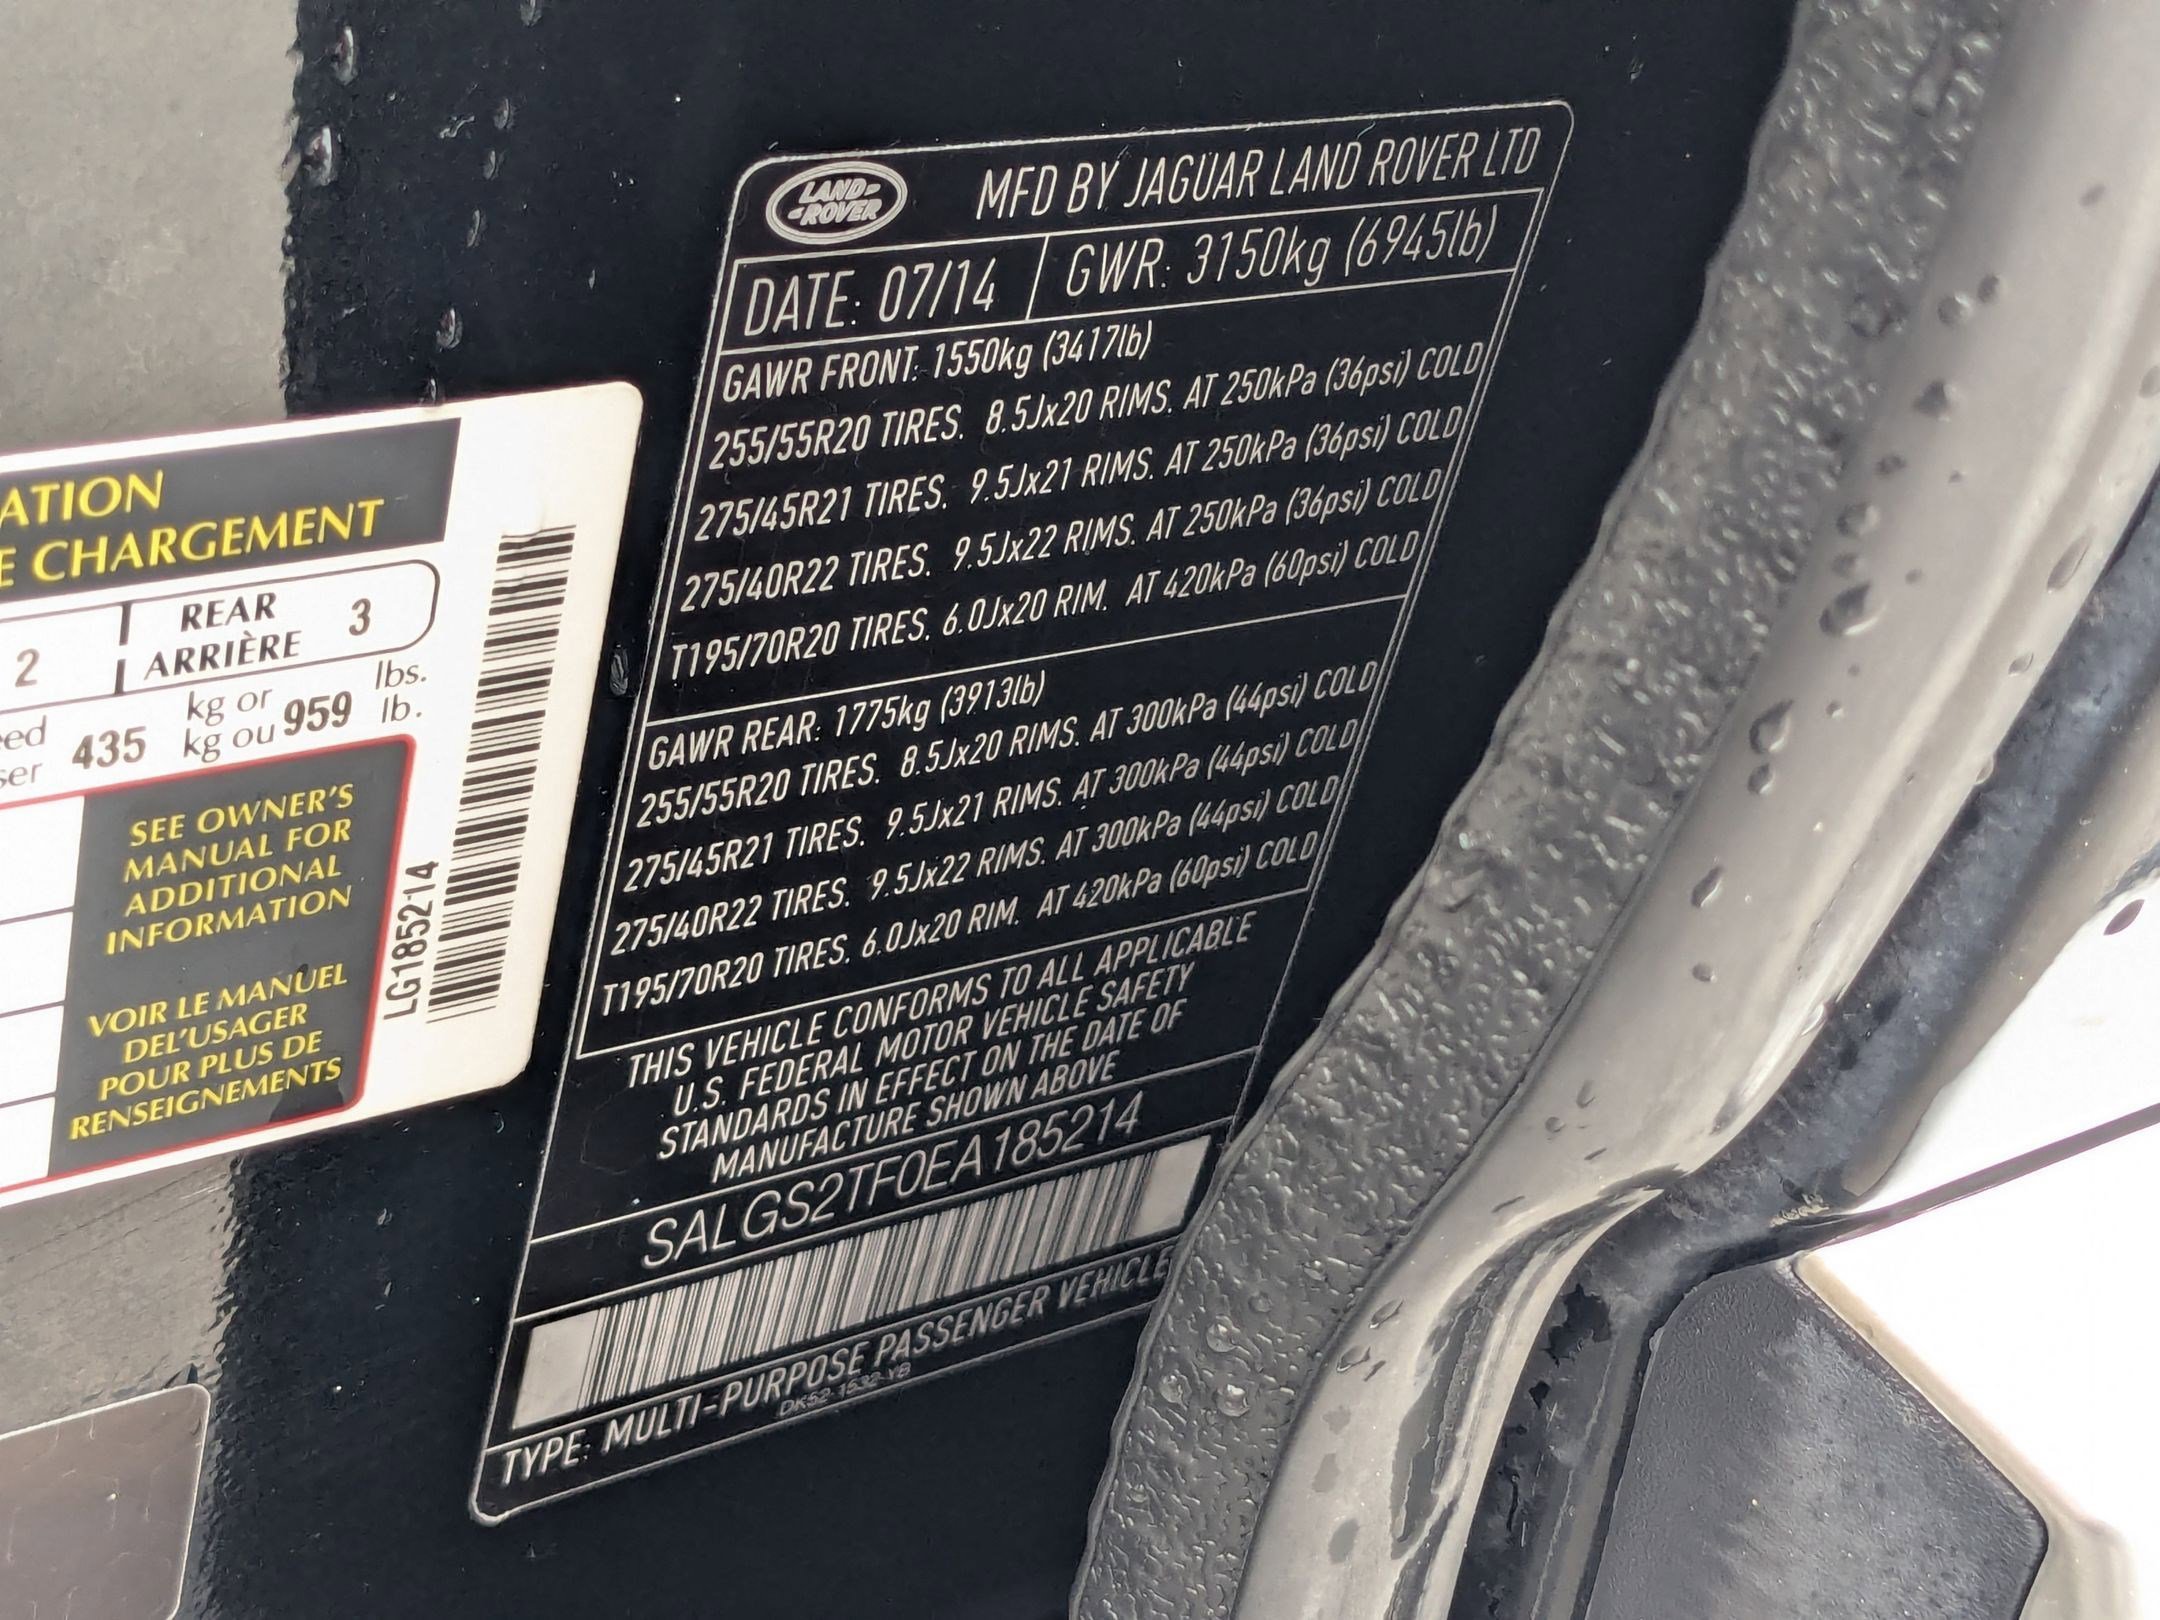 ATION
E CHARGEMENT
2
REAR
ARRIÈRE
3
eed
ser
435
kg or
kg ou
959
lbs.
lb.
SEE OWNER'S
MANUAL FOR
ADDITIONAL
INFORMATION
VOIR LE MANUEL
DEL'USAGER
POUR PLUS DE
RENSEIGNEMENTS
LG185214
LAND-
-ROVER
MFD BY JAGUAR LAND ROVER LTD
DATE: 07/14
GWR: 3150kg (6945lb)
GAWR FRONT: 1550kg (3417lb)
255/55R20 TIRES. 8.5Jx20 RIMS. AT 250kPa (36psi) COLD
275/45R21 TIRES. 9.5Jx21 RIMS. AT 250kPa (36psi) COLD
275/40R22 TIRES. 9.5Jx22 RIMS. AT 250kPa (36psi) COLD
T195/70R20 TIRES. 6.0Jx20 RIM. AT 420kPa (60psi) COLD
GAWR REAR: 1775kg (3913lb)
255/55R20 TIRES. 8.5Jx20 RIMS. AT 300kPa (44psi) COLD
275/45R21 TIRES. 9.5Jx21 RIMS. AT 300kPa (44psi) COLD
275/40R22 TIRES. 9.5Jx22 RIMS. AT 300kPa (44psi) COLD
T195/70R20 TIRES. 6.0Jx20 RIM. AT 420kPa (60psi) COLD
THIS VEHICLE CONFORMS TO ALL APPLICABLE
U.S. FEDERAL MOTOR VEHICLE SAFETY
STANDARDS IN EFFECT ON THE DATE OF
MANUFACTURE SHOWN ABOVE
SALGS2TF0EA185214
TYPE: MULTI-PURPOSE PASSENGER VEHICLE
DK52-1532-YB